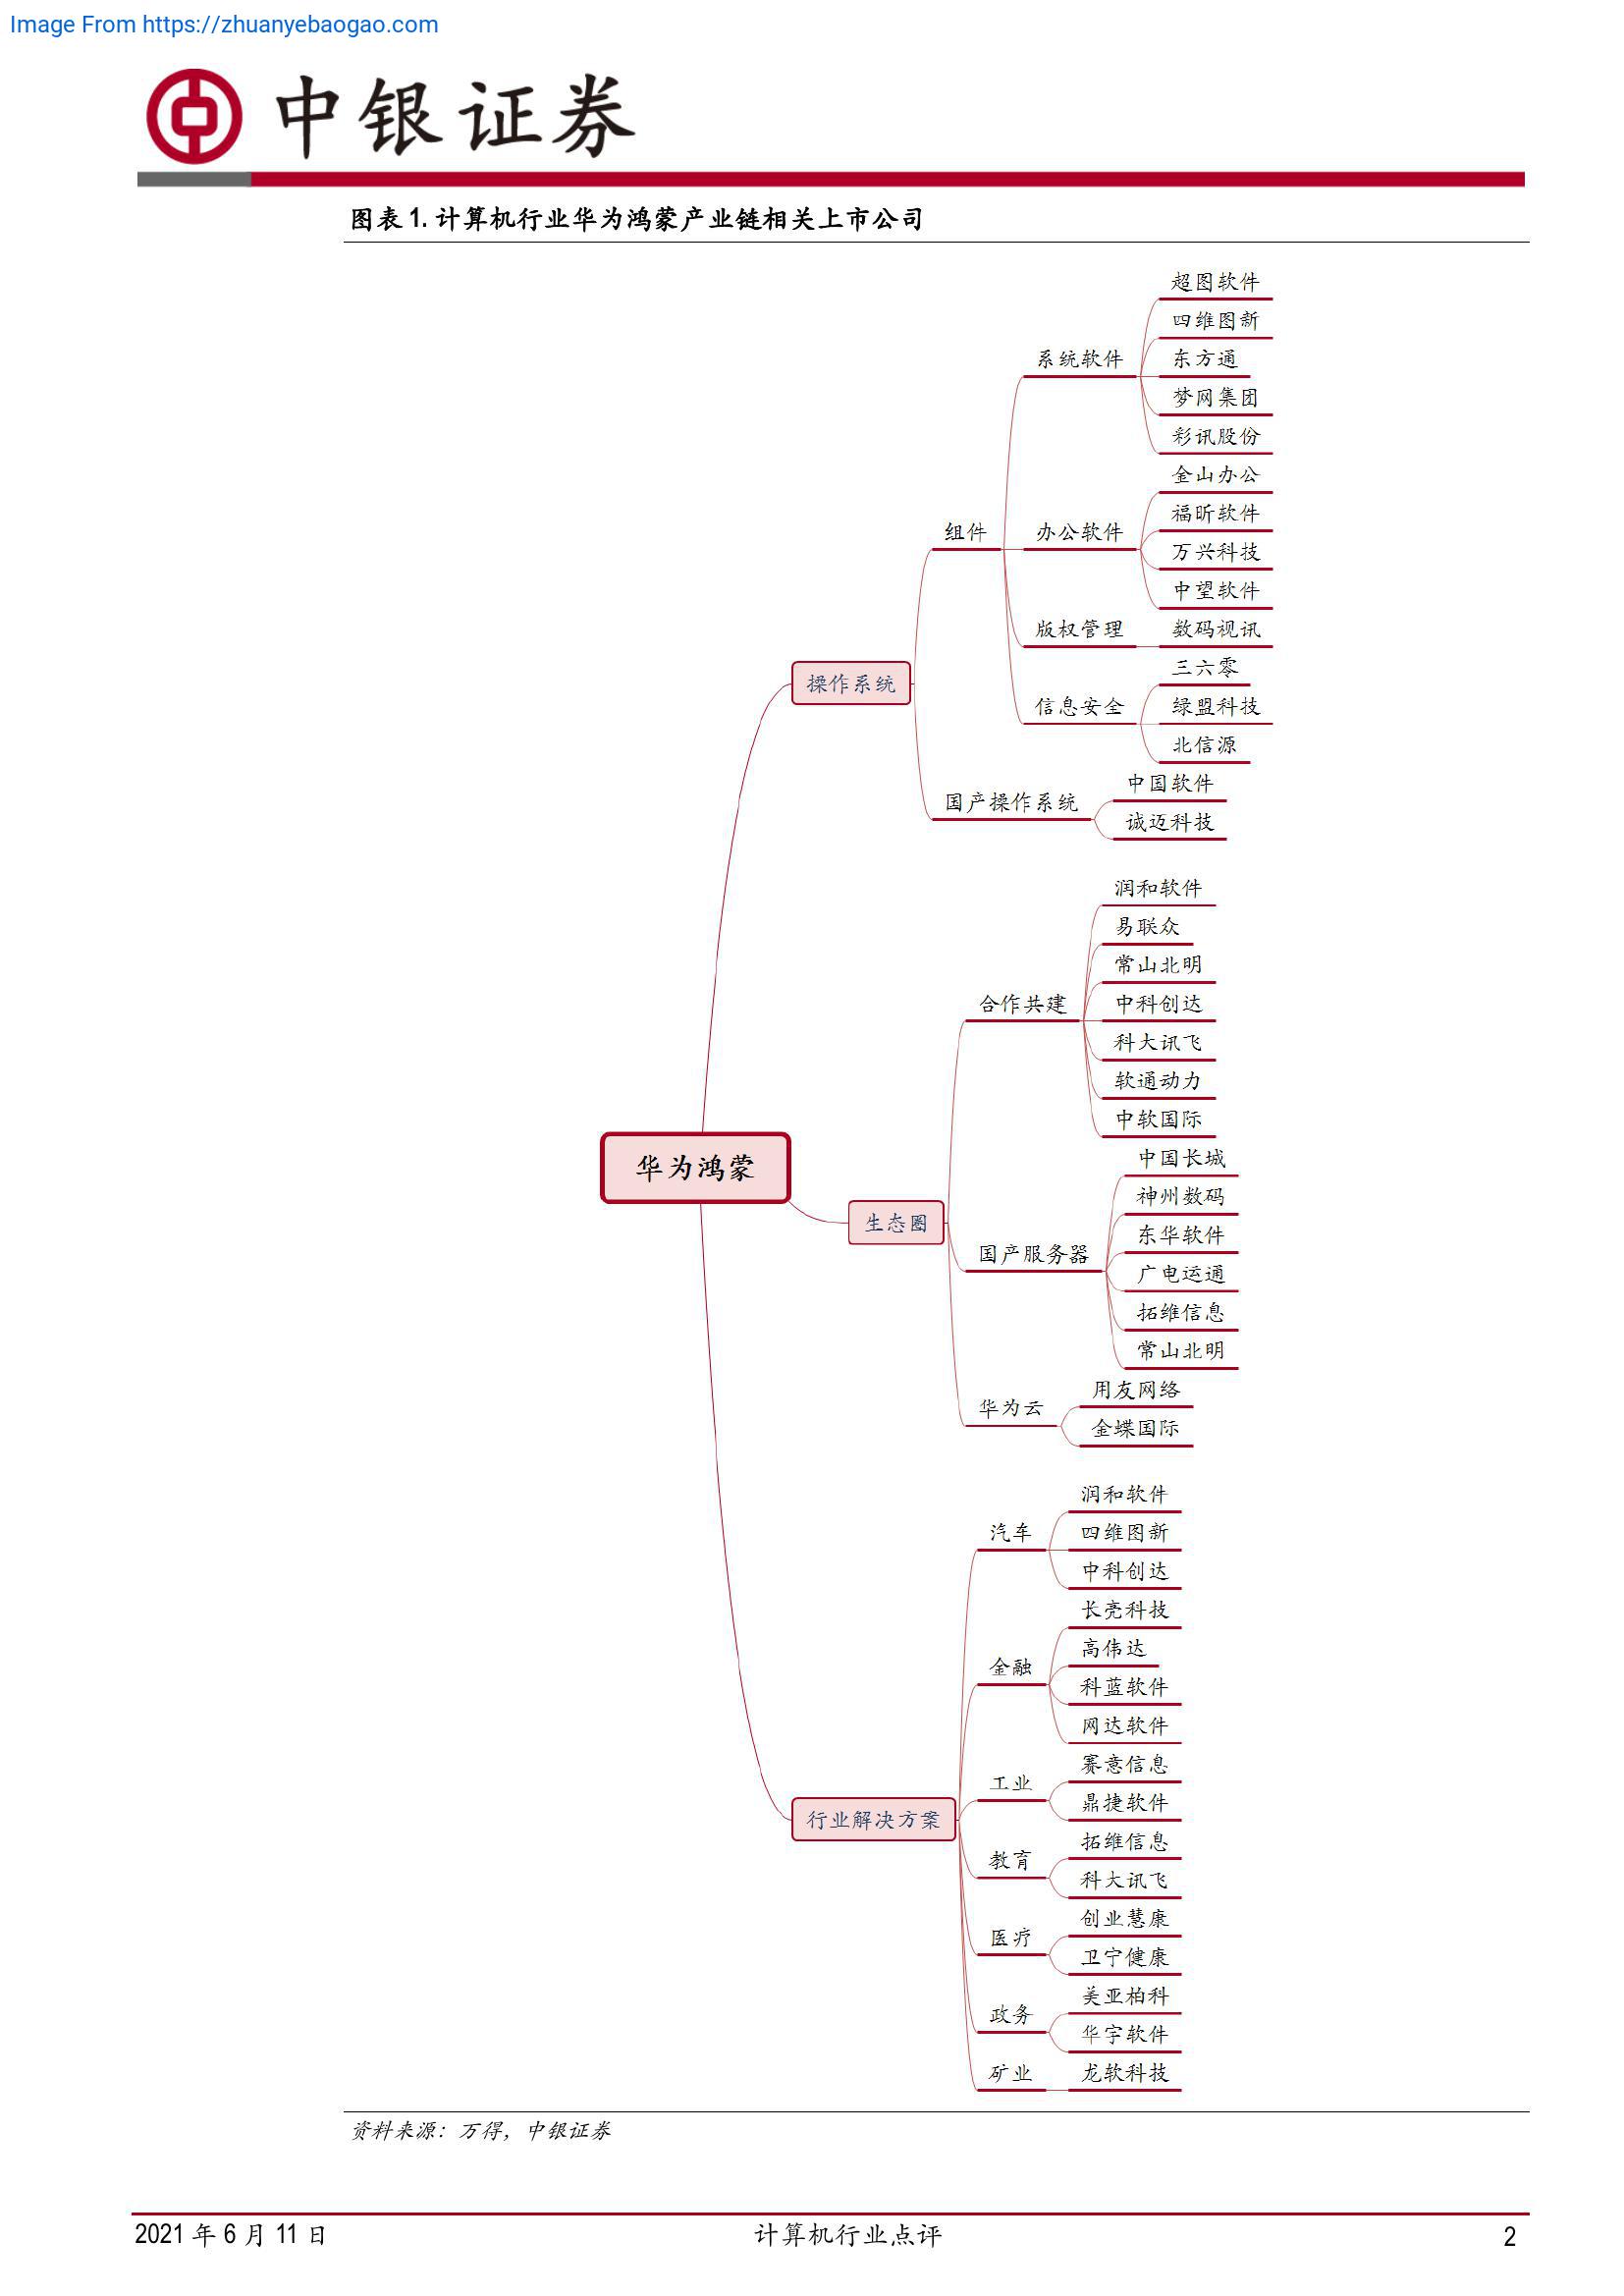 Image From https://zhuanyebaogao.com
中银证券
图表 1. 计算机行业华为鸿蒙产业链相关上市公司
华为鸿蒙
操作系统
组件
系统软件
超图软件
四维图新
东方通
梦网集团
彩讯股份
办公软件
金山办公
福昕软件
万兴科技
中望软件
版权管理
数码视讯
信息安全
三六零
绿盟科技
北信源
国产操作系统
中国软件
诚迈科技
生态圈
合作共建
润和软件
易联众
常山北明
中科创达
科大讯飞
软通动力
中软国际
国产服务器
中国长城
神州数码
东华软件
广电运通
拓维信息
常山北明
华为云
用友网络
金蝶国际
行业解决方案
汽车
润和软件
四维图新
中科创达
金融
长亮科技
高伟达
科蓝软件
网达软件
工业
赛意信息
鼎捷软件
教育
拓维信息
科大讯飞
医疗
创业慧康
卫宁健康
政务
美亚柏科
华宇软件
矿业
龙软科技
资料来源：万得，中银证券
2021 年 6 月 11 日
计算机行业点评
2